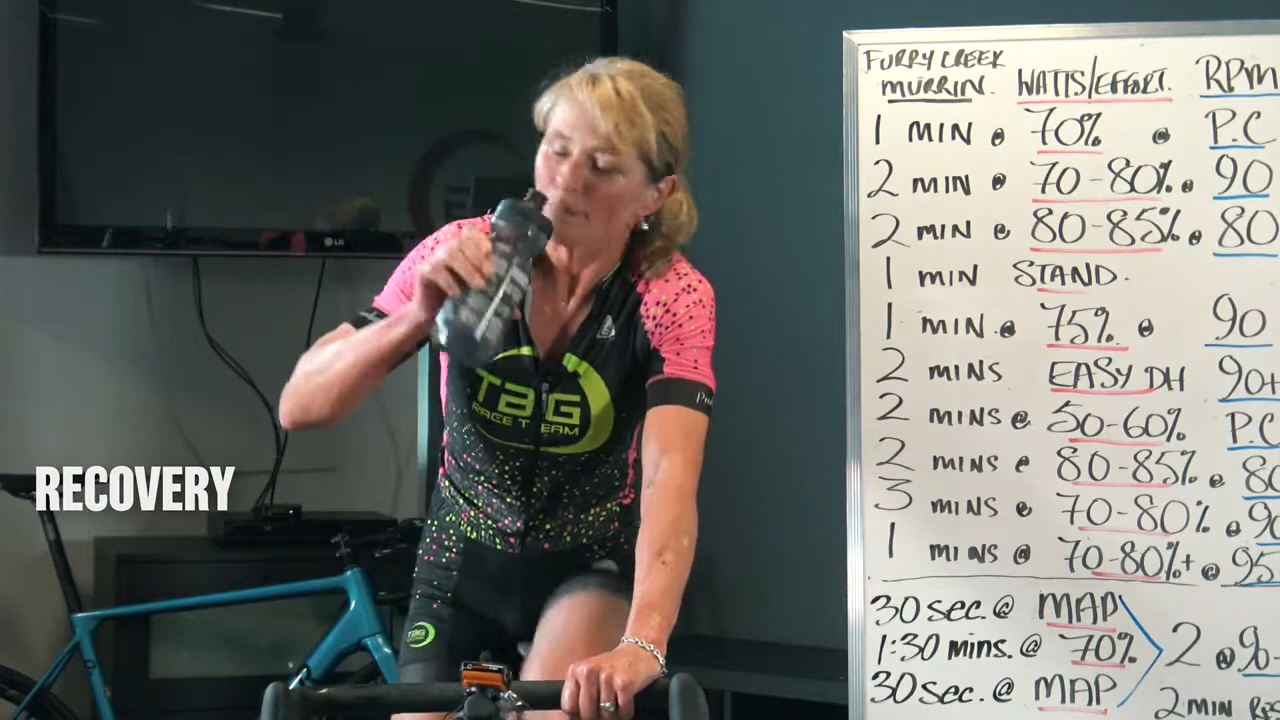 FURRY CREEK
MURRIN. WATTS/EFFORT. RPM
1 MIN @ 70% @ P.C
2 MIN @ 70-80% @ 90
2 MIN @ 80-85% @ 80
1 MIN STAND.
1 MIN @ 75% @ 90
2 MINS EASY DH 90+
2 MINS @ 50-60% P.C
2 MINS @ 80-85% @ 80
3 MINS @ 70-80% @ 90
1 MINS @ 70-80%+ @ 95
30 sec. @ MAP
1:30 mins. @ 70% 2 @ 9
30 sec. @ MAP
2 MIN
RECOVERY
TaG
RACE TEAM
TaG
LG